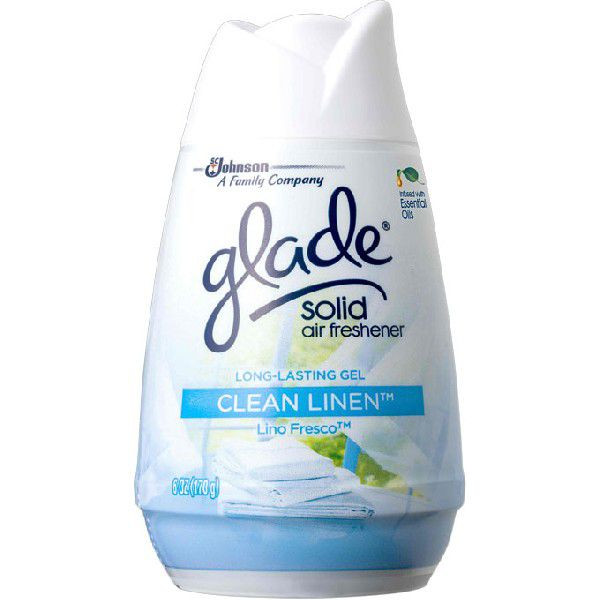 SC Johnson
A Family Company
glade®
solid
air freshener
Infused with
Essential
Oils
LONG-LASTING GEL
CLEAN LINEN™
Lino Fresco™
6 OZ (170 g)